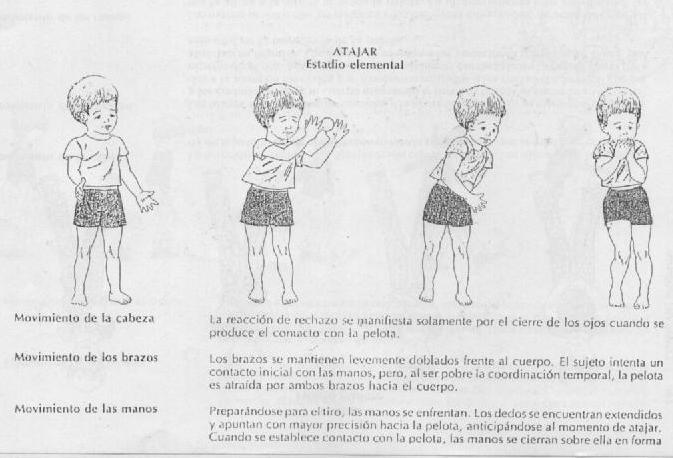 ATAJAR
Estadio elemental
Movimiento de la cabeza
La reacción de rechazo se manifiesta solamente por el cierre de los ojos cuando se
produce el contacto con la pelota.
Movimiento de los brazos
Los brazos se mantienen levemente doblados frente al cuerpo. El sujeto intenta un
contacto inicial con las manos, pero, al ser pobre la coordinación temporal, la pelota
es atraída por ambos brazos hacia el cuerpo.
Movimiento de las manos
Preparándose para el tiro, las manos se enfrentan. Los dedos se encuentran extendidos
y apuntan con mayor precisión hacia la pelota, anticipándose al momento de atajar.
Cuando se establece contacto con la pelota, las manos se cierran sobre ella en forma